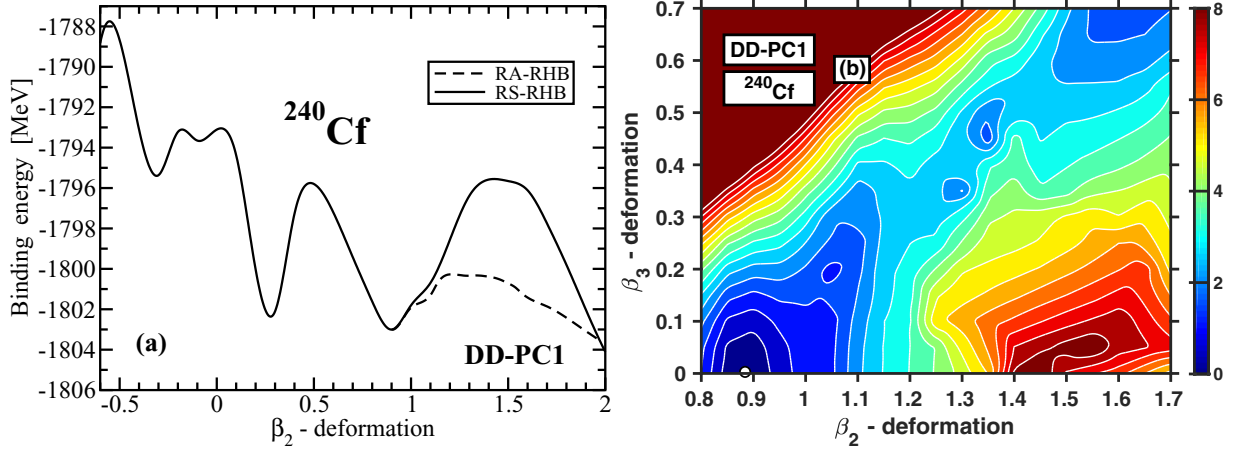 -1788
-1790
-1792
-1794
-1796
-1798
-1800
-1802
-1804
-1806
Binding energy [MeV]
RA-RHB
RS-RHB
²⁴⁰Cf
(a)
DD-PC1
-0.5 0 0.5 1 1.5 2
β₂ - deformation
0.7
0.6
0.5
0.4
0.3
0.2
0.1
0
β₃ - deformation
DD-PC1
²⁴⁰Cf
(b)
0.8 0.9 1 1.1 1.2 1.3 1.4 1.5 1.6 1.7
β₂ - deformation
8
6
4
2
0